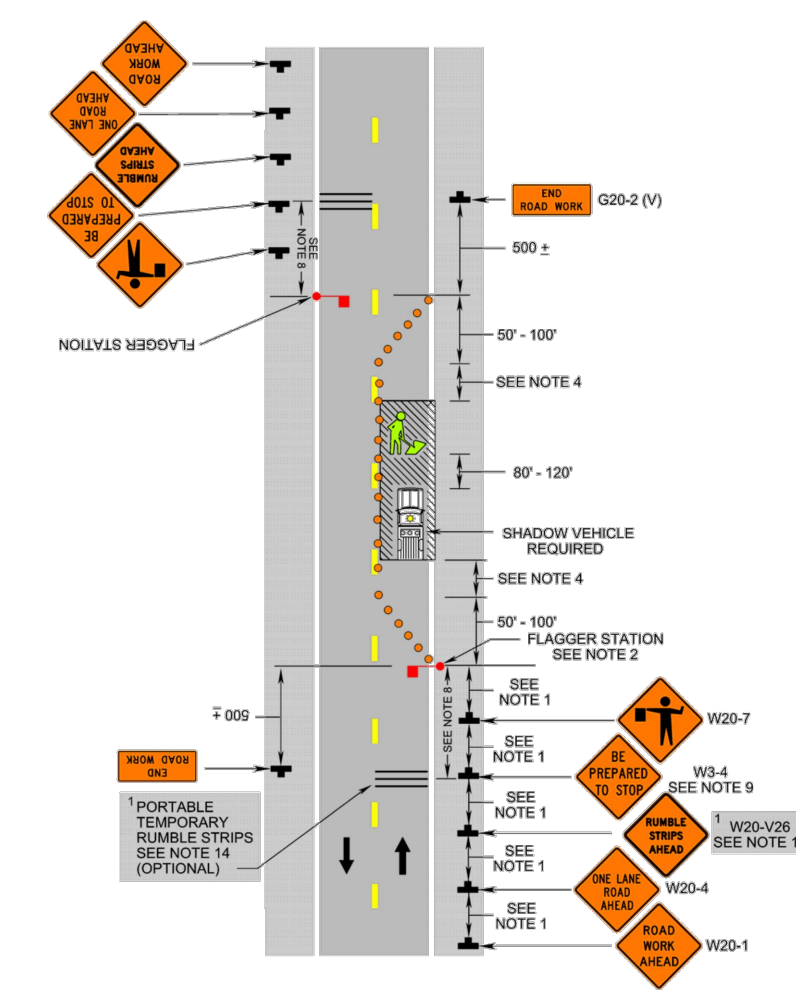 ROAD
WORK
AHEAD
ONE LANE
ROAD
AHEAD
RUMBLE
STRIPS
AHEAD
BE
PREPARED
TO STOP
SEE
NOTE 8
FLAGGER STATION
END
ROAD WORK
G20-2 (V)
500 ±
50' - 100'
SEE NOTE 4
80' - 120'
SHADOW VEHICLE
REQUIRED
SEE NOTE 4
50' - 100'
FLAGGER STATION
SEE NOTE 2
SEE NOTE 8
SEE
NOTE 1
W20-7
SEE
NOTE 1
BE
PREPARED
TO STOP
W3-4
SEE NOTE 9
SEE
NOTE 1
RUMBLE
STRIPS
AHEAD
1 W20-V26
SEE NOTE 1
SEE
NOTE 1
ONE LANE
ROAD
AHEAD
W20-4
SEE
NOTE 1
ROAD
WORK
AHEAD
W20-1
500 ±
END
ROAD WORK
1 PORTABLE
TEMPORARY
RUMBLE STRIPS
SEE NOTE 14
(OPTIONAL)